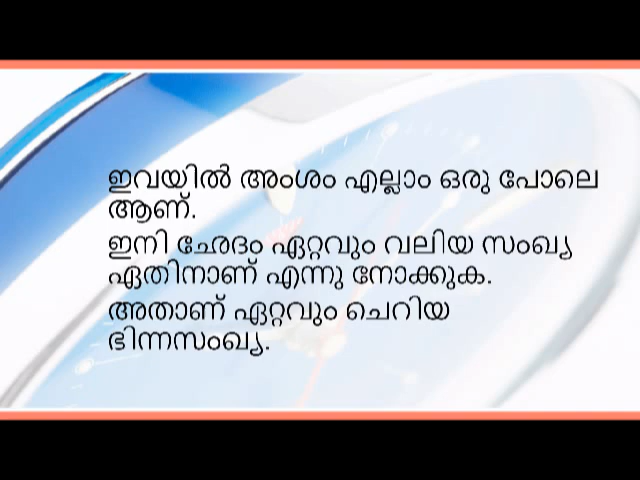 ഇവയിൽ അംശം എല്ലാം ഒരു പോലെ
ആണ്.
ഇനി ഛേദം ഏറ്റവും വലിയ സംഖ്യ
ഏതിനാണ് എന്നു നോക്കുക.
അതാണ് ഏറ്റവും ചെറിയ
ഭിന്നസംഖ്യ.